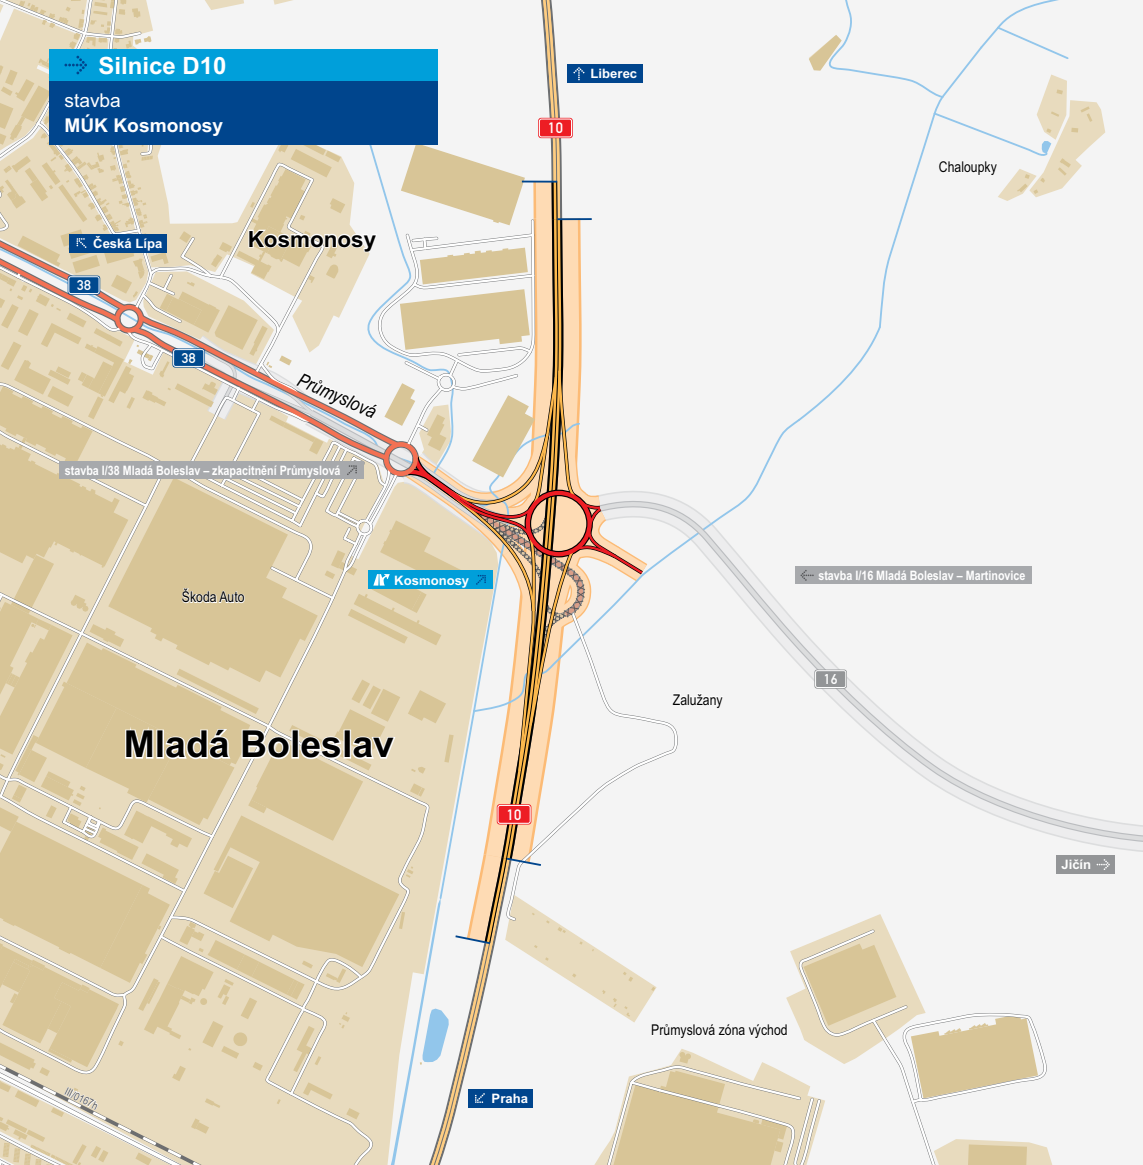 Silnice D10
stavba
MÚK Kosmonosy
Liberec
10
Chaloupky
Česká Lípa
Kosmonosy
38
38
Průmyslová
stavba I/38 Mladá Boleslav – zkapacitnění Průmyslová
Kosmonosy
stavba I/16 Mladá Boleslav – Martinovice
Škoda Auto
16
Zalužany
Mladá Boleslav
10
Jičín
Průmyslová zóna východ
III/0167h
Praha